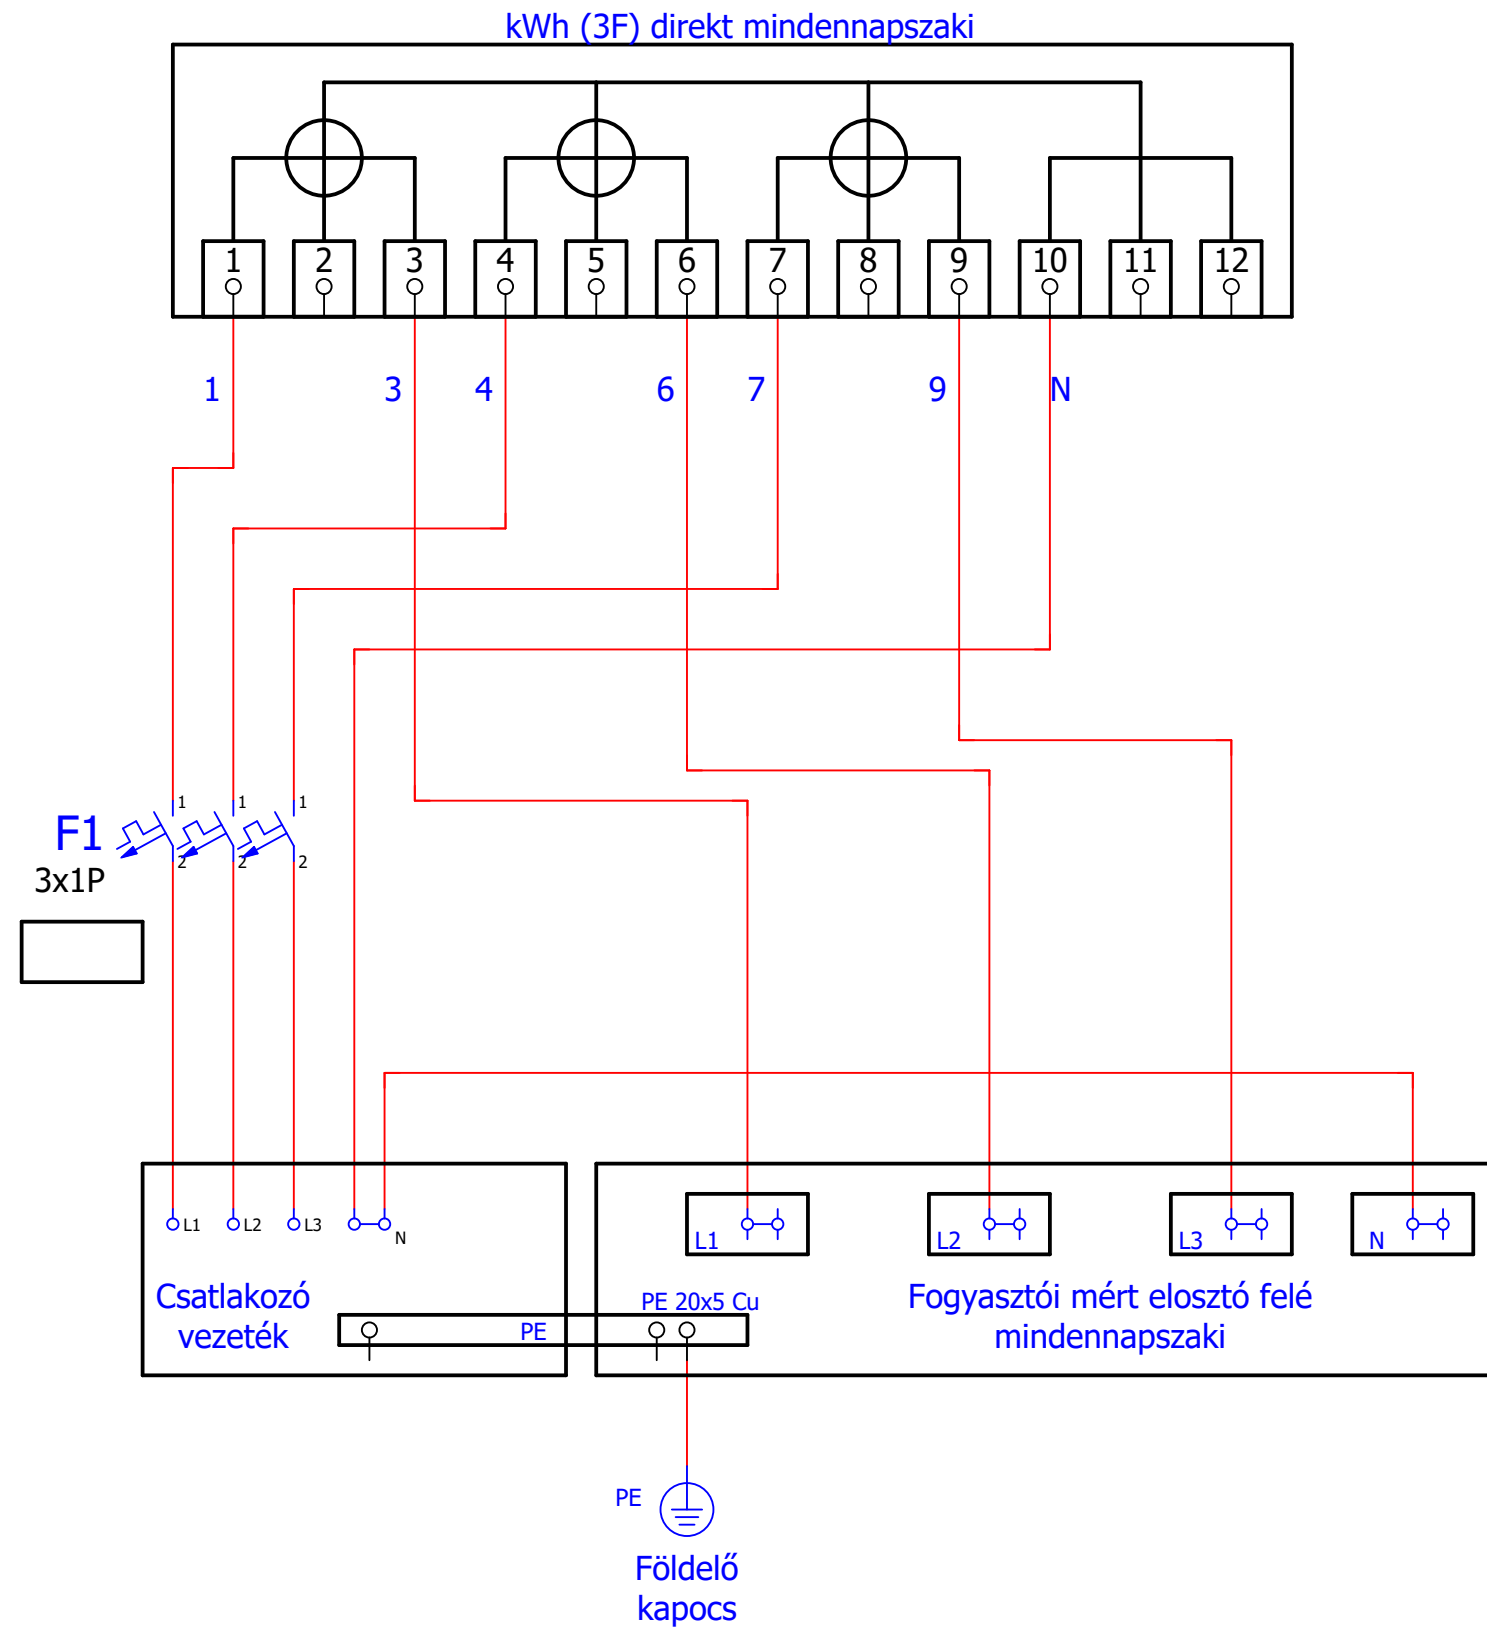 kWh (3F) direkt mindennapszaki
1 2 3 4 5 6 7 8 9 10 11 12
1 3 4 6 7 9 N
1 1 1
F1
2 2 2
3x1P
L1 L2 L3 N
L1 L2 L3 N
Csatlakozó
vezeték
PE 20x5 Cu
PE
Fogyasztói mért elosztó felé
mindennapszaki
PE
Földelő
kapocs